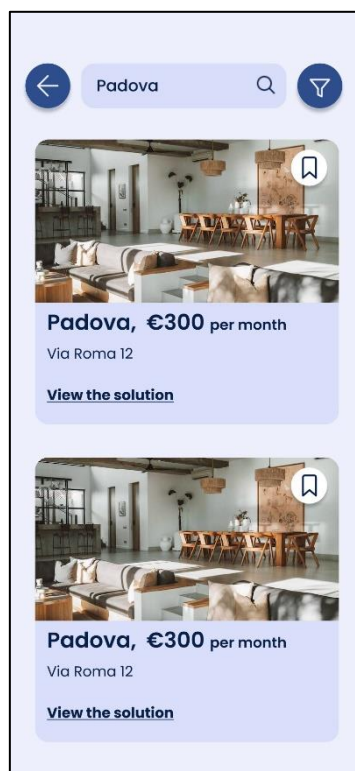 Padova
Padova, €300 per month
Via Roma 12
View the solution
Padova, €300 per month
Via Roma 12
View the solution